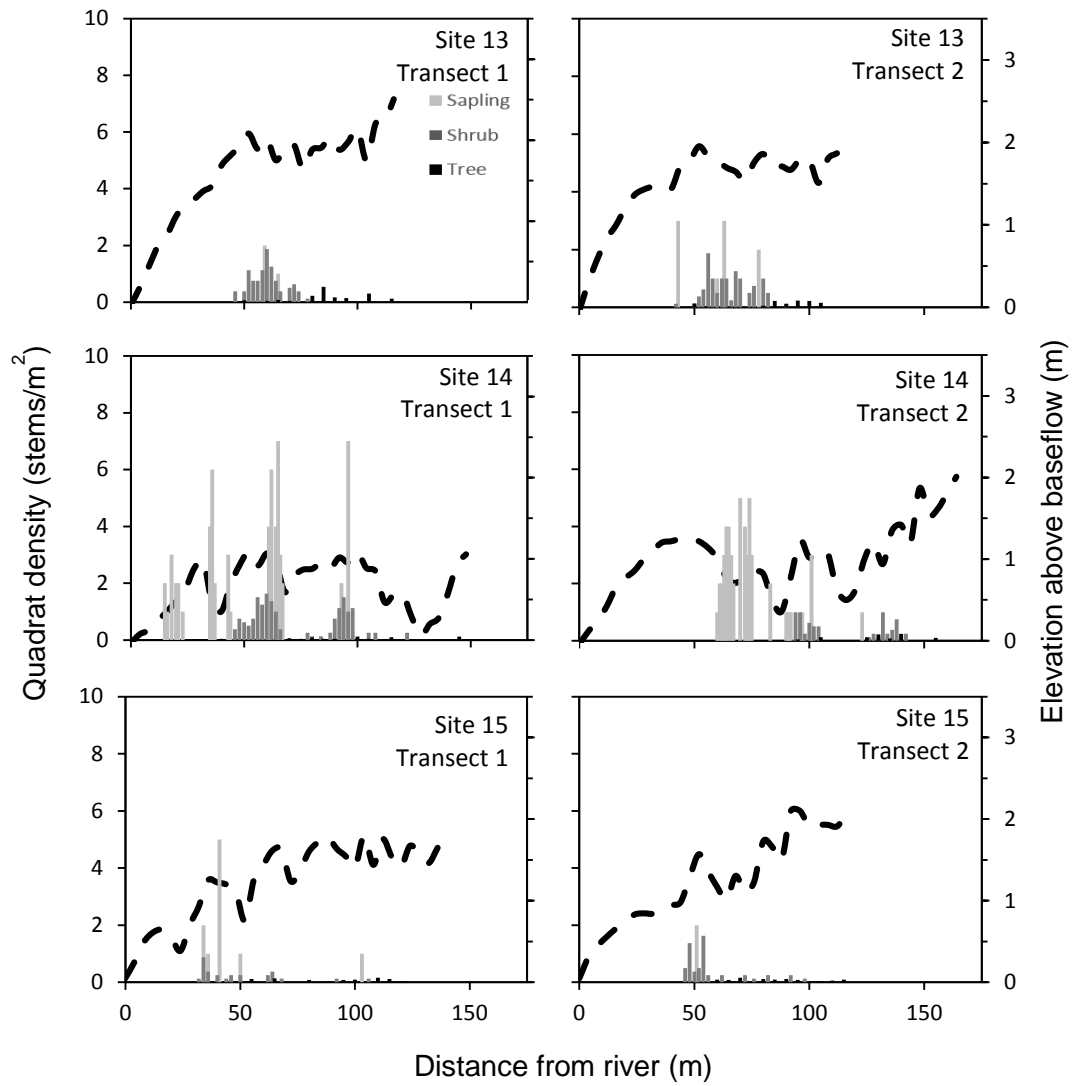 10
8
6
4
2
0
Site 13
Transect 1
Sapling
Shrub
Tree
Site 13
Transect 2
3
2
1
0
10
8
6
4
2
0
Site 14
Transect 1
Site 14
Transect 2
3
2
1
0
10
8
6
4
2
0
Site 15
Transect 1
Site 15
Transect 2
3
2
1
0
0 50 100 150
0 50 100 150
Quadrat density (stems/m²)
Elevation above baseflow (m)
Distance from river (m)